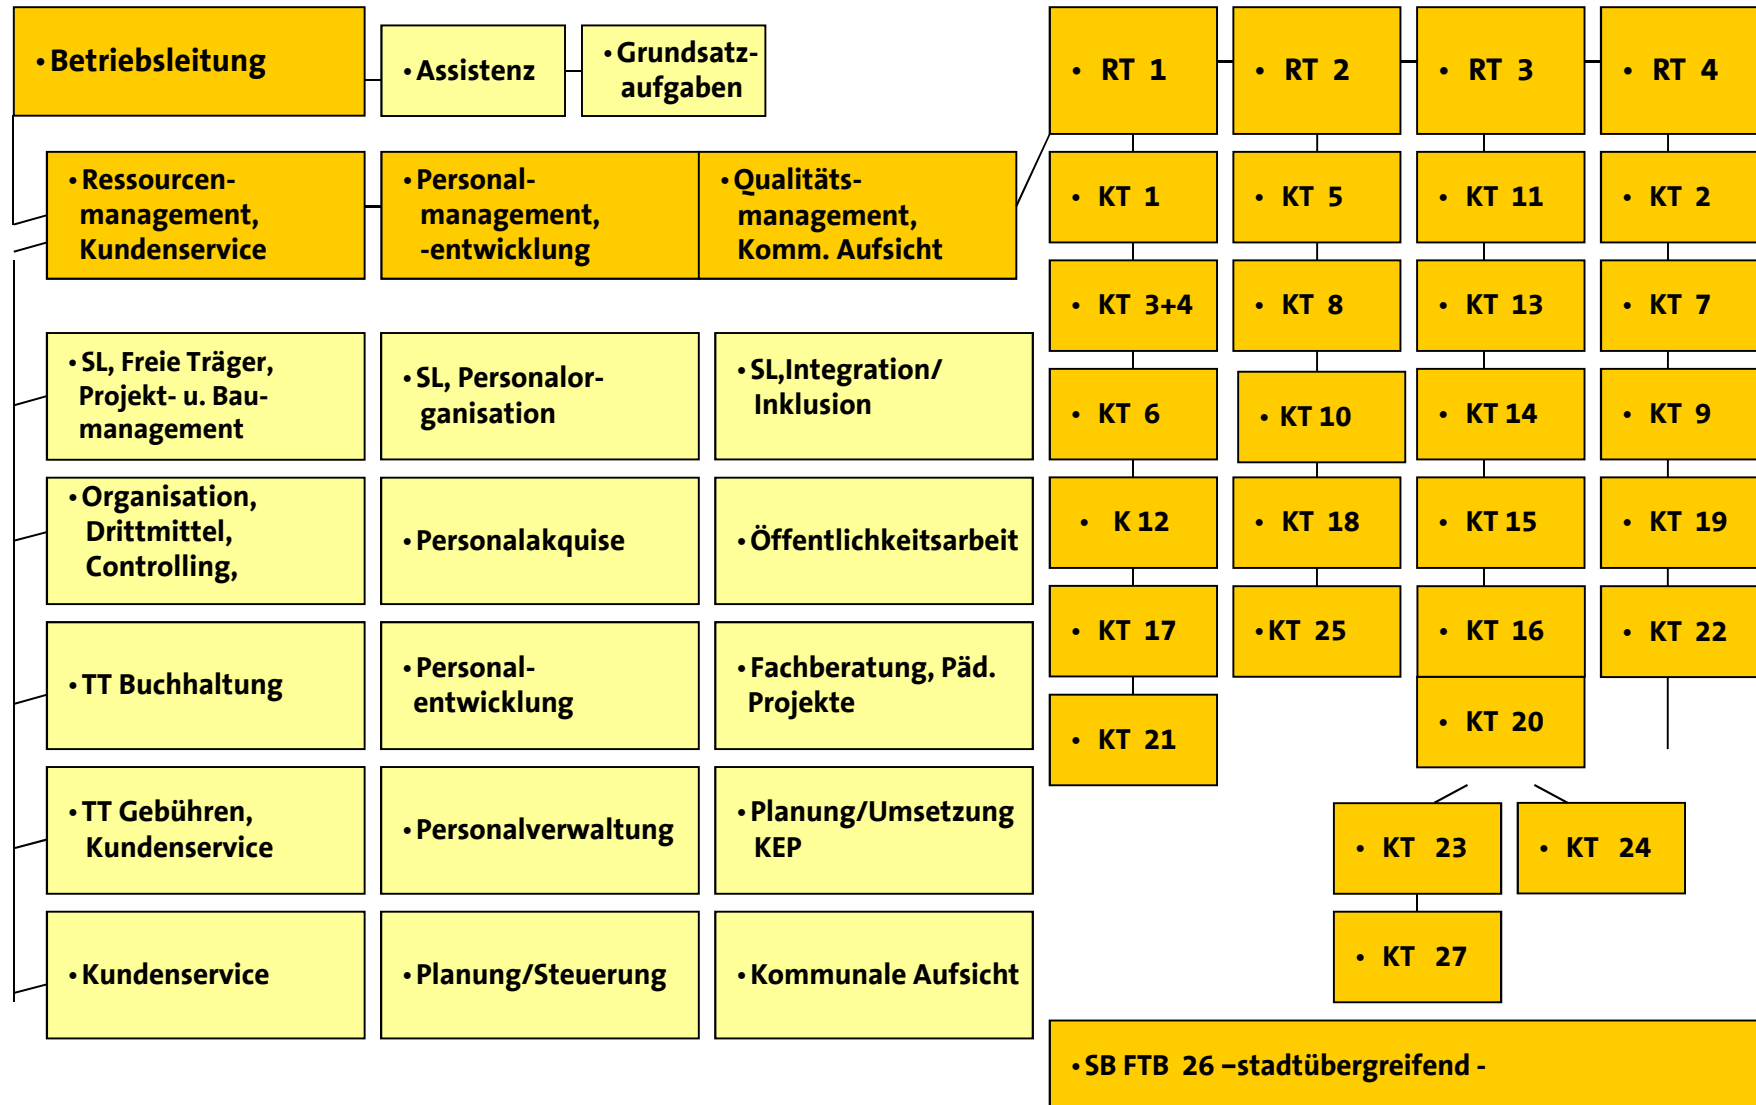 • Betriebsleitung
• Assistenz
• Grundsatz-
aufgaben
• Ressourcen-
management,
Kundenservice
• Personal-
management,
-entwicklung
• Qualitäts-
management,
Komm. Aufsicht
• SL, Freie Träger,
Projekt- u. Bau-
management
• SL, Personalor-
ganisation
• SL,Integration/
Inklusion
• Organisation,
Drittmittel,
Controlling,
• Personalakquise
• Öffentlichkeitsarbeit
• TT Buchhaltung
• Personal-
entwicklung
• Fachberatung, Päd.
Projekte
• TT Gebühren,
Kundenservice
• Personalverwaltung
• Planung/Umsetzung
KEP
• Kundenservice
• Planung/Steuerung
• Kommunale Aufsicht
• RT 1
• RT 2
• RT 3
• RT 4
• KT 1
• KT 5
• KT 11
• KT 2
• KT 3+4
• KT 8
• KT 13
• KT 7
• KT 6
• KT 10
• KT 14
• KT 9
• K 12
• KT 18
• KT 15
• KT 19
• KT 17
• KT 25
• KT 16
• KT 22
• KT 21
• KT 20
• KT 23
• KT 24
• KT 27
• SB FTB 26 –stadtübergreifend -